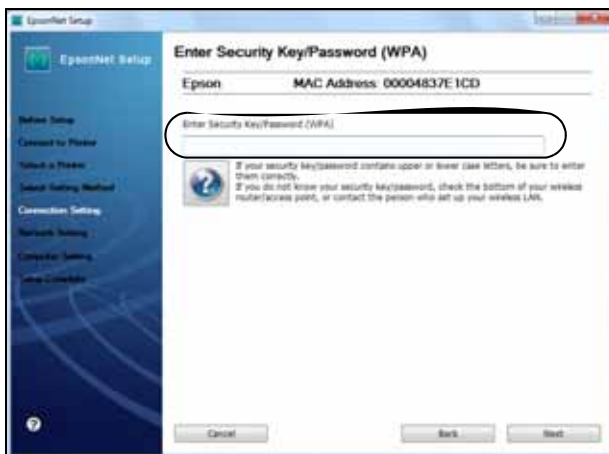 EpsonNet Setup
EpsonNet Setup
Enter Security Key/Password (WPA)
Epson MAC Address: 00004837E1CD
Before Setup
Connect to Printer
Select a Printer
Select Setting Method
Connection Setting
Network Setting
Computer Setting
Setup Complete
Enter Security Key/Password (WPA)
If your security key/password contains upper or lower case letters, be sure to enter
them correctly.
If you do not know your security key/password, check the bottom of your wireless
router/access point, or contact the person who set up your wireless LAN.
Cancel
Back
Next